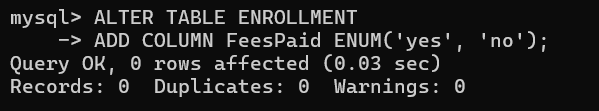 mysql> ALTER TABLE ENROLLMENT
    -> ADD COLUMN FeesPaid ENUM('yes', 'no');
Query OK, 0 rows affected (0.03 sec)
Records: 0  Duplicates: 0  Warnings: 0